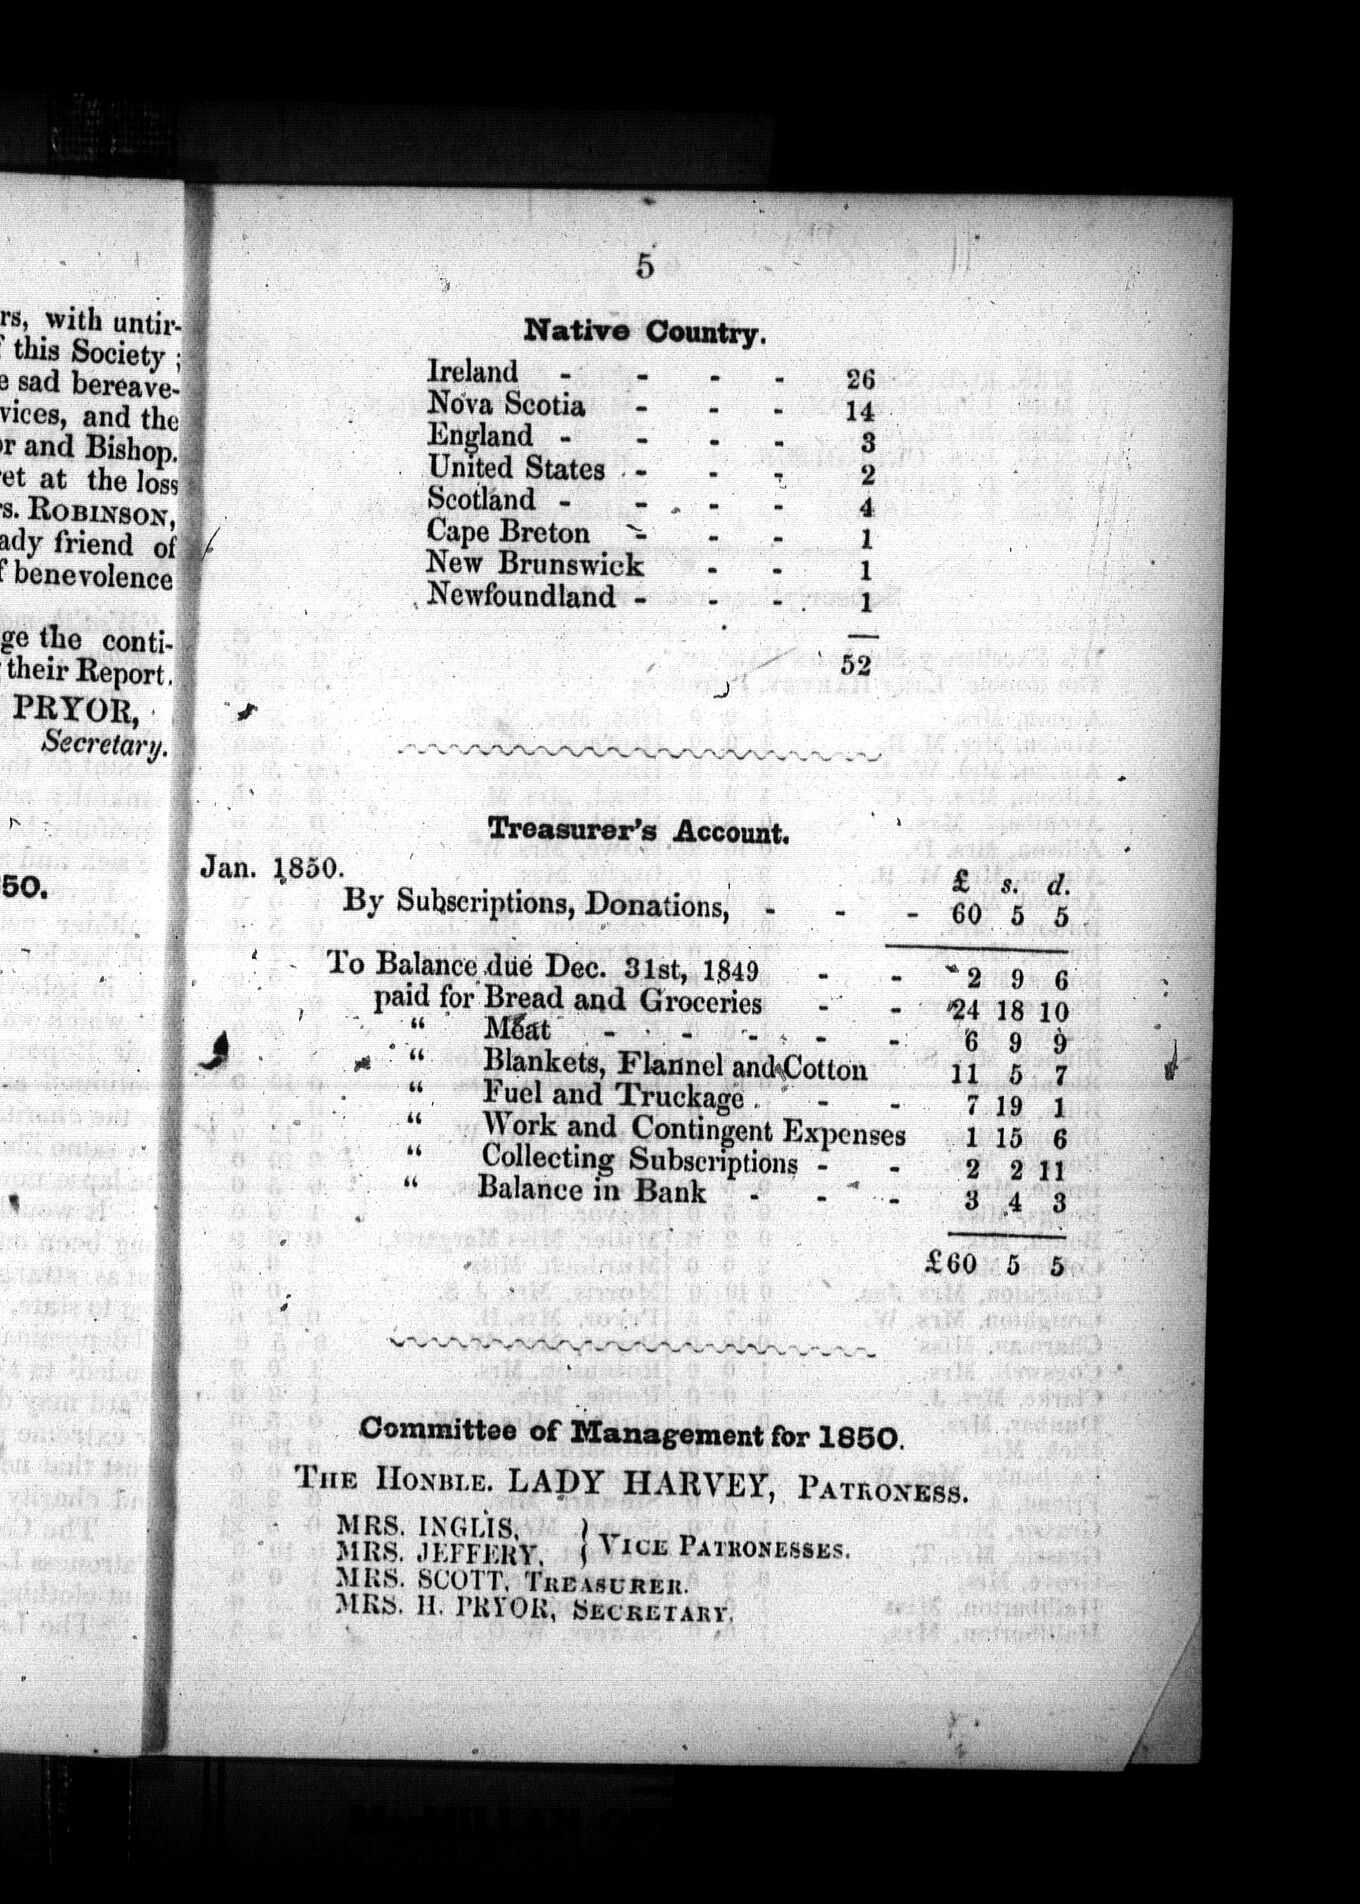 rs, with untir-
f this Society ;
e sad bereave-
vices, and the
or and Bishop.
ret at the loss
rs. ROBINSON,
ady friend of
f benevolence
ge the conti-
their Report.
PRYOR,
Secretary.
50.
5
Native Country.
Ireland - - - - 26
Nova Scotia - - - 14
England - - - - 3
United States - - - 2
Scotland - - - - 4
Cape Breton - - - 1
New Brunswick - - 1
Newfoundland - - - 1
52
Treasurer's Account.
Jan. 1850.
£ s. d.
By Subscriptions, Donations, - - - 60 5 5
To Balance due Dec. 31st, 1849 - - 2 9 6
paid for Bread and Groceries - - 24 18 10
“ Meat - - - - - 6 9 9
“ Blankets, Flannel and Cotton 11 5 7
“ Fuel and Truckage - - 7 19 1
“ Work and Contingent Expenses 1 15 6
“ Collecting Subscriptions - - 2 2 11
“ Balance in Bank - - - 3 4 3
£60 5 5
Committee of Management for 1850.
THE HONBLE. LADY HARVEY, PATRONESS.
MRS. INGLIS, }
MRS. JEFFERY, } VICE PATRONESSES.
MRS. SCOTT, TREASURER.
MRS. H. PRYOR, SECRETARY.